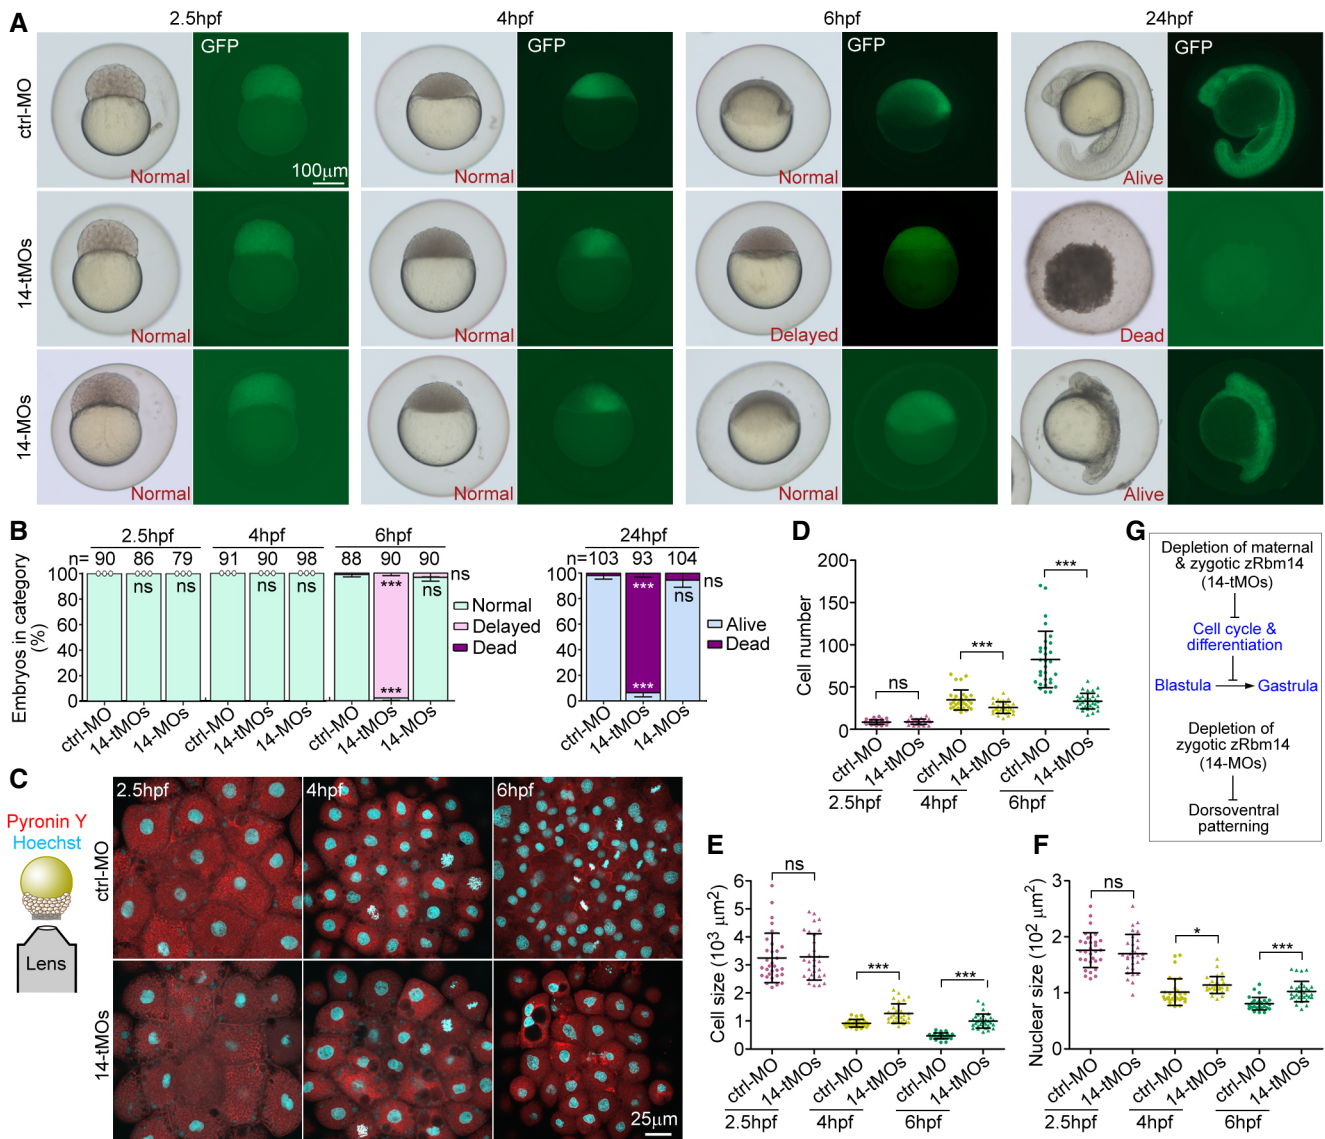 A
2.5hpf 4hpf 6hpf 24hpf
ctrl-MO
GFP GFP GFP GFP
Normal 100μm Normal Normal Alive
14-tMOs
Normal Normal Delayed Dead
14-MOs
Normal Normal Normal Alive
B
2.5hpf 4hpf 6hpf 24hpf
n= 90 86 79 91 90 98 88 90 90 n=103 93 104
Embryos in category (%)
100
80
60
40
20
0
ns ns ns ns *** *** ns ns
Normal
Delayed
Dead
ctrl-MO 14-tMOs 14-MOs ctrl-MO 14-tMOs 14-MOs ctrl-MO 14-tMOs 14-MOs
100
80
60
40
20
0
*** *** ns ns
Alive
Dead
ctrl-MO 14-tMOs 14-MOs
C
Pyronin Y
Hoechst
Lens
2.5hpf 4hpf 6hpf
ctrl-MO
14-tMOs
25μm
D
Cell number
200
150
100
50
0
ns *** ***
ctrl-MO 14-tMOs ctrl-MO 14-tMOs ctrl-MO 14-tMOs
2.5hpf 4hpf 6hpf
E
Cell size (10³ μm²)
6
5
4
3
2
1
0
ns *** ***
ctrl-MO 14-tMOs ctrl-MO 14-tMOs ctrl-MO 14-tMOs
2.5hpf 4hpf 6hpf
F
Nuclear size (10² μm²)
3
2
1
0
ns * ***
ctrl-MO 14-tMOs ctrl-MO 14-tMOs ctrl-MO 14-tMOs
2.5hpf 4hpf 6hpf
G
Depletion of maternal
& zygotic zRbm14
(14-tMOs)
Cell cycle &
differentiation
Blastula Gastrula
Depletion of
zygotic zRbm14
(14-MOs)
Dorsoventral
patterning